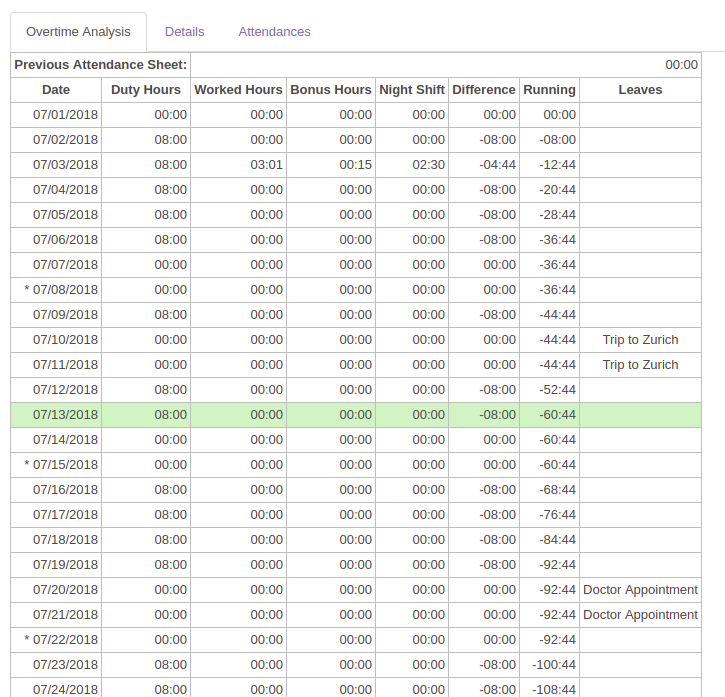 Overtime Analysis Details Attendances
Previous Attendance Sheet: 00:00
Date Duty Hours Worked Hours Bonus Hours Night Shift Difference Running Leaves
07/01/2018 00:00 00:00 00:00 00:00 00:00 00:00
07/02/2018 08:00 00:00 00:00 00:00 -08:00 -08:00
07/03/2018 08:00 03:01 00:15 02:30 -04:44 -12:44
07/04/2018 08:00 00:00 00:00 00:00 -08:00 -20:44
07/05/2018 08:00 00:00 00:00 00:00 -08:00 -28:44
07/06/2018 08:00 00:00 00:00 00:00 -08:00 -36:44
07/07/2018 00:00 00:00 00:00 00:00 00:00 -36:44
* 07/08/2018 00:00 00:00 00:00 00:00 00:00 -36:44
07/09/2018 08:00 00:00 00:00 00:00 -08:00 -44:44
07/10/2018 00:00 00:00 00:00 00:00 00:00 -44:44 Trip to Zurich
07/11/2018 00:00 00:00 00:00 00:00 00:00 -44:44 Trip to Zurich
07/12/2018 08:00 00:00 00:00 00:00 -08:00 -52:44
07/13/2018 08:00 00:00 00:00 00:00 -08:00 -60:44
07/14/2018 00:00 00:00 00:00 00:00 00:00 -60:44
* 07/15/2018 00:00 00:00 00:00 00:00 00:00 -60:44
07/16/2018 08:00 00:00 00:00 00:00 -08:00 -68:44
07/17/2018 08:00 00:00 00:00 00:00 -08:00 -76:44
07/18/2018 08:00 00:00 00:00 00:00 -08:00 -84:44
07/19/2018 08:00 00:00 00:00 00:00 -08:00 -92:44
07/20/2018 00:00 00:00 00:00 00:00 00:00 -92:44 Doctor Appointment
07/21/2018 00:00 00:00 00:00 00:00 00:00 -92:44 Doctor Appointment
* 07/22/2018 00:00 00:00 00:00 00:00 00:00 -92:44
07/23/2018 08:00 00:00 00:00 00:00 -08:00 -100:44
07/24/2018 08:00 00:00 00:00 00:00 -08:00 -108:44